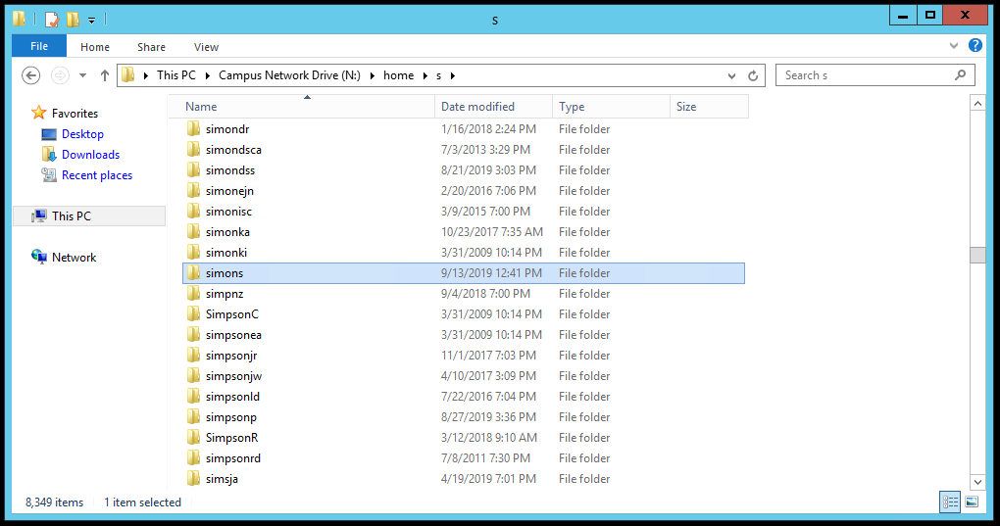 s
File Home Share View
This PC Campus Network Drive (N:) home s Search s
Name Date modified Type Size
Favorites
Desktop
Downloads
Recent places
This PC
Network
simondr 1/16/2018 2:24 PM File folder
simondsca 7/3/2013 3:29 PM File folder
simondss 8/21/2019 3:03 PM File folder
simonejn 2/20/2016 7:06 PM File folder
simonisc 3/9/2015 7:00 PM File folder
simonka 10/23/2017 7:35 AM File folder
simonki 3/31/2009 10:14 PM File folder
simons 9/13/2019 12:41 PM File folder
simpnz 9/4/2018 7:00 PM File folder
SimpsonC 3/31/2009 10:14 PM File folder
simpsonea 3/31/2009 10:14 PM File folder
simpsonjr 11/1/2017 7:03 PM File folder
simpsonjw 4/10/2017 3:09 PM File folder
simpsonld 7/22/2016 7:04 PM File folder
simpsonp 8/27/2019 3:36 PM File folder
SimpsonR 3/12/2018 9:10 AM File folder
simpsonrd 7/8/2011 7:30 PM File folder
simsja 4/19/2019 7:01 PM File folder
8,349 items 1 item selected